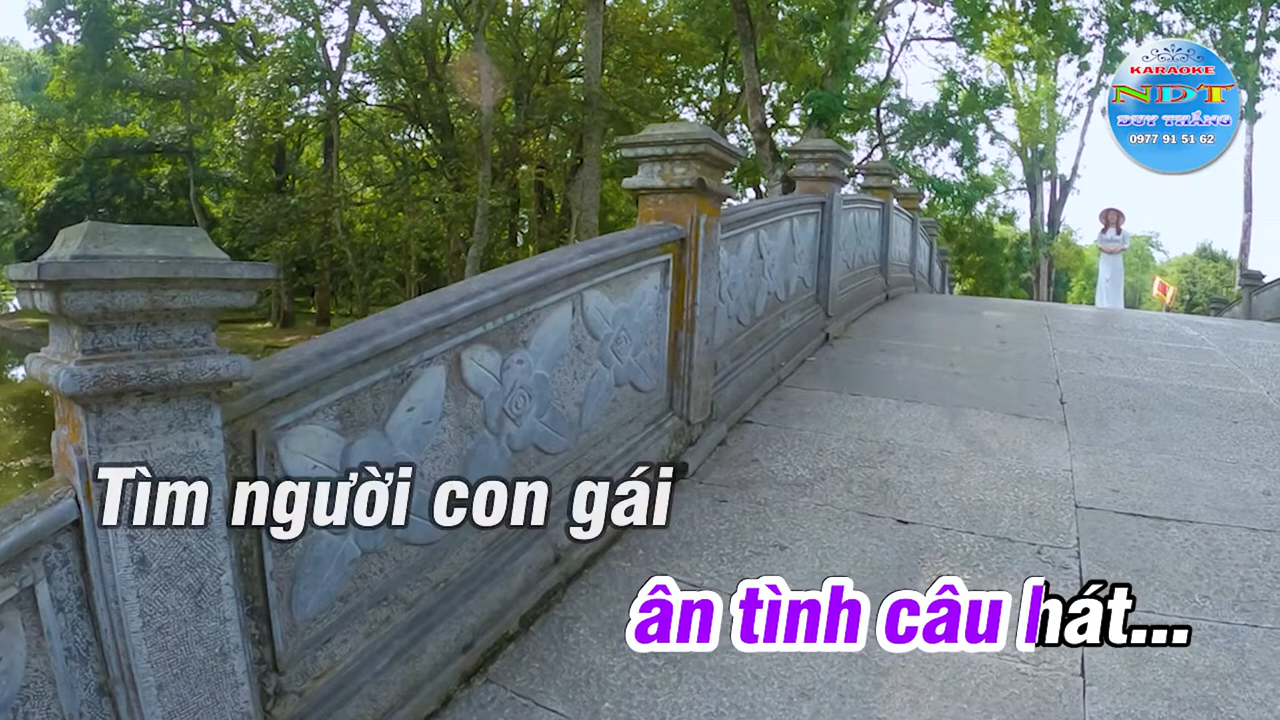 KARAOKE
NDT
DUY THẮNG
0977 91 51 62
Tìm người con gái
ân tình câu hát...